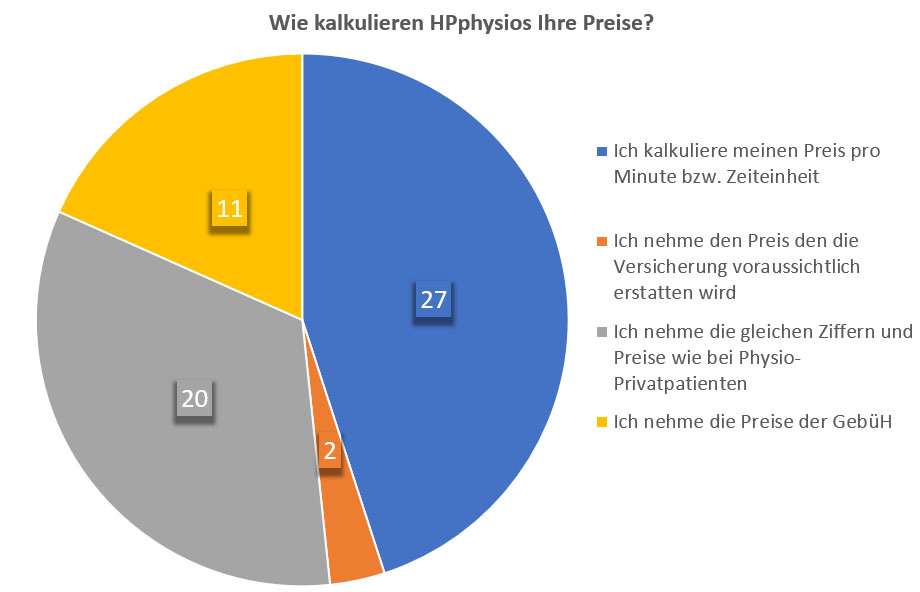 Wie kalkulieren HPphysios Ihre Preise?
11
27
20
2
Ich kalkuliere meinen Preis pro
Minute bzw. Zeiteinheit
Ich nehme den Preis den die
Versicherung voraussichtlich
erstatten wird
Ich nehme die gleichen Ziffern und
Preise wie bei Physio-
Privatpatienten
Ich nehme die Preise der GebüH